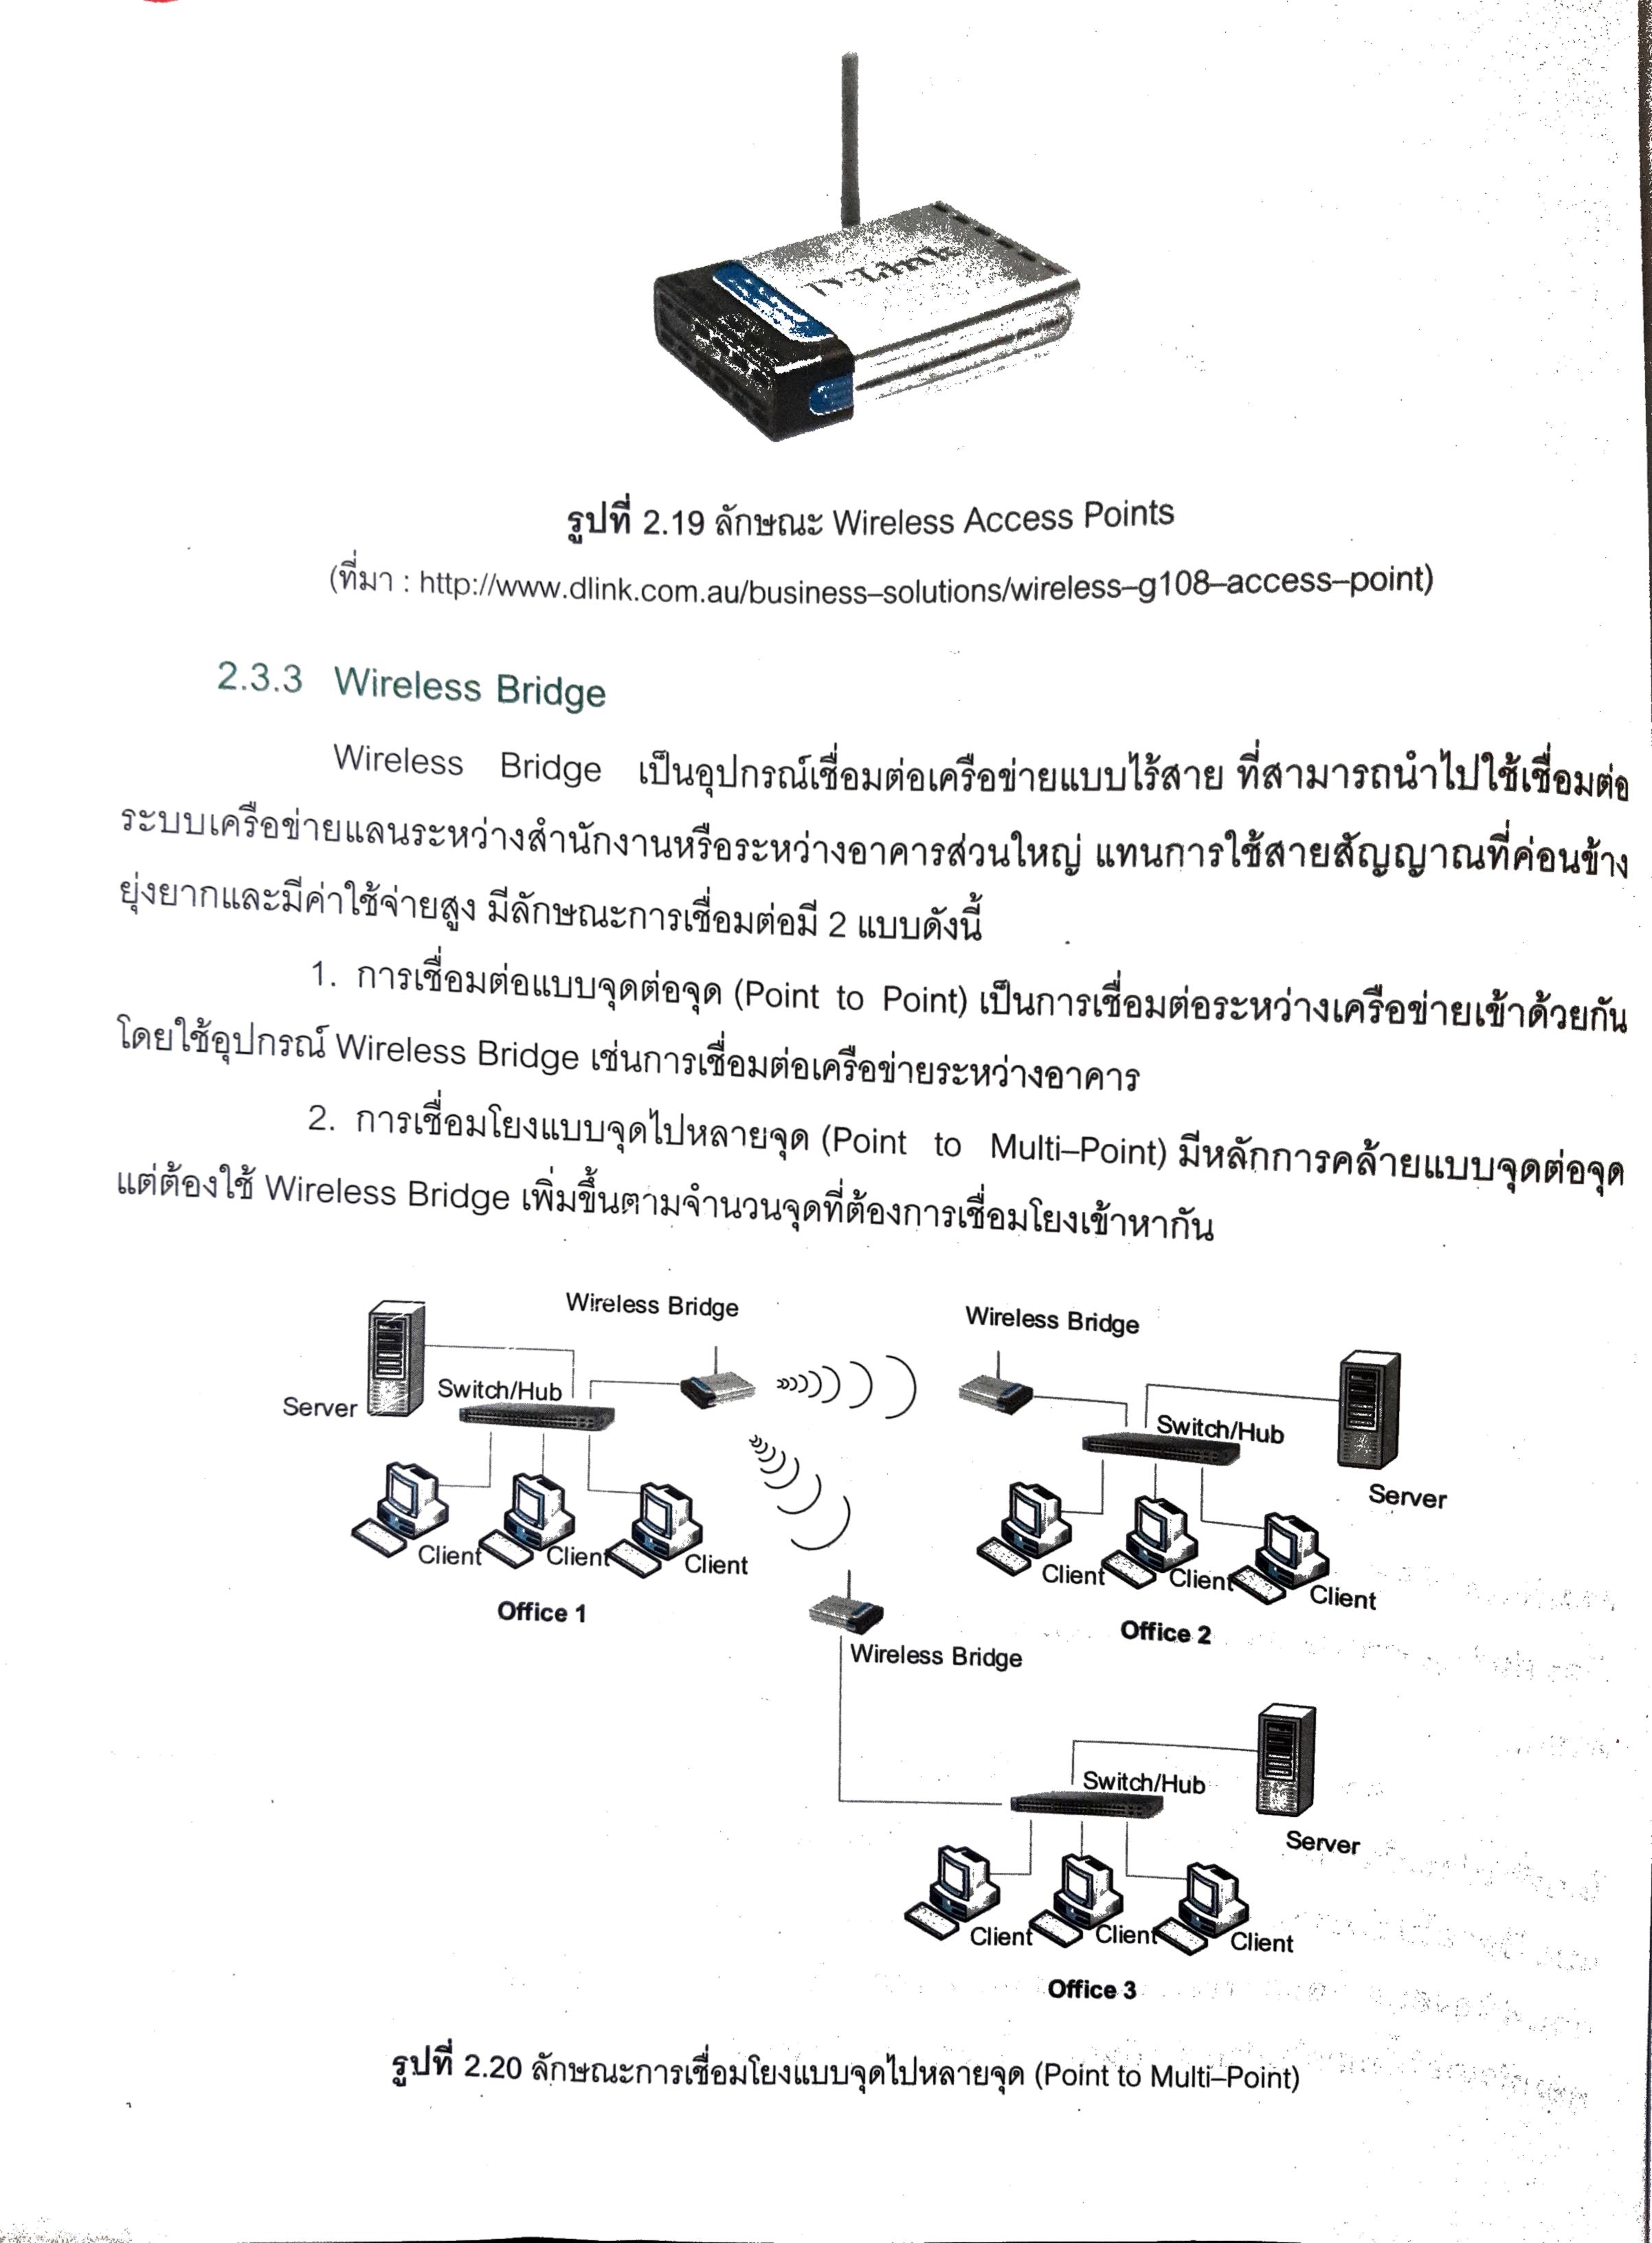 D-Link
รูปที่ 2.19 ลักษณะ Wireless Access Points
(ที่มา : http://www.dlink.com.au/business–solutions/wireless–g108–access–point)
2.3.3 Wireless Bridge
Wireless Bridge เป็นอุปกรณ์เชื่อมต่อเครือข่ายแบบไร้สาย ที่สามารถนำไปใช้เชื่อมต่อ
ระบบเครือข่ายแลนระหว่างสำนักงานหรือระหว่างอาคารส่วนใหญ่ แทนการใช้สายสัญญาณที่ค่อนข้าง
ยุ่งยากและมีค่าใช้จ่ายสูง มีลักษณะการเชื่อมต่อมี 2 แบบดังนี้
1. การเชื่อมต่อแบบจุดต่อจุด (Point to Point) เป็นการเชื่อมต่อระหว่างเครือข่ายเข้าด้วยกัน
โดยใช้อุปกรณ์ Wireless Bridge เช่นการเชื่อมต่อเครือข่ายระหว่างอาคาร
2. การเชื่อมโยงแบบจุดไปหลายจุด (Point to Multi–Point) มีหลักการคล้ายแบบจุดต่อจุด
แต่ต้องใช้ Wireless Bridge เพิ่มขึ้นตามจำนวนจุดที่ต้องการเชื่อมโยงเข้าหากัน
Wireless Bridge
Wireless Bridge
Server
Switch/Hub
Switch/Hub
Server
Client
Client
Client
Client
Client
Client
Office 1
Office 2
Wireless Bridge
Switch/Hub
Server
Client
Client
Client
Office 3
รูปที่ 2.20 ลักษณะการเชื่อมโยงแบบจุดไปหลายจุด (Point to Multi–Point)